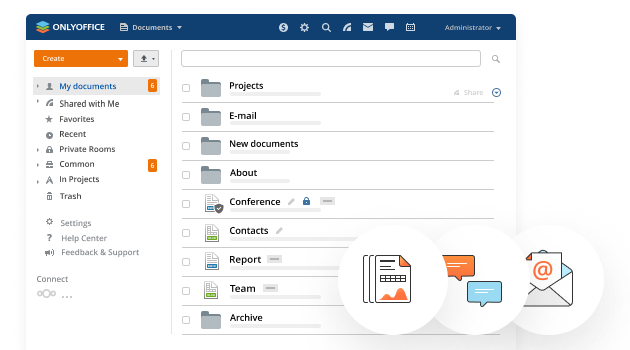 ONLYOFFICE
Documents
Administrator
Create
My documents
6
Shared with Me
Favorites
Recent
Private Rooms
Common
6
In Projects
Trash
Settings
? Help Center
Feedback & Support
Connect
Projects
Share
E-mail
New documents
About
Conference
Contacts
Report
Team
Archive
@